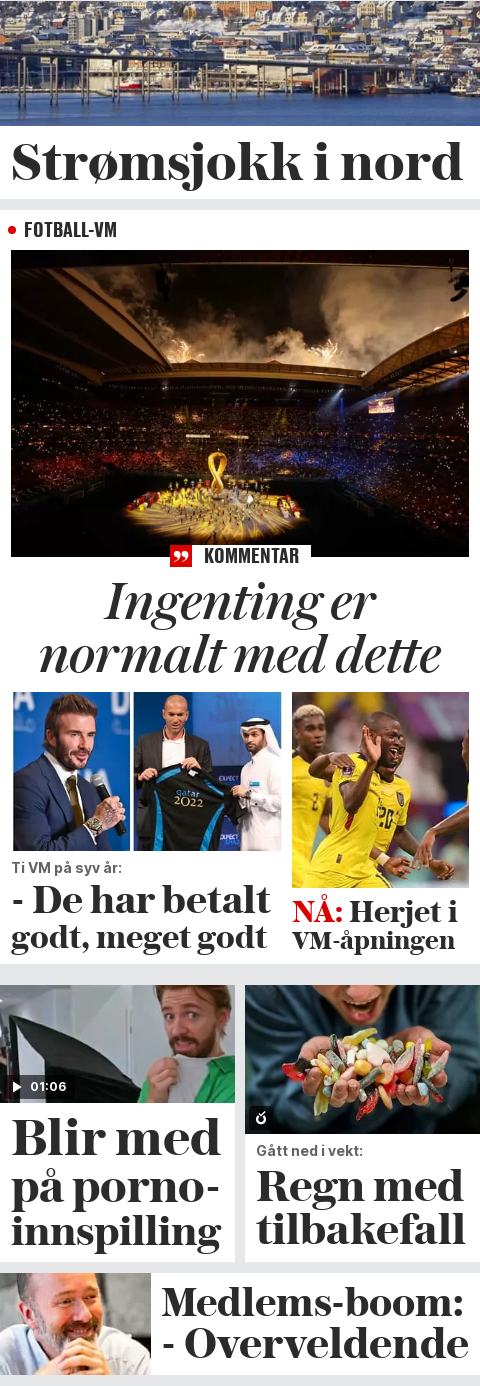 Strømsjokk i nord
FOTBALL-VM
KOMMENTAR
Ingenting er
normalt med dette
qatar
2022
EXPECT
Ti VM på syv år:
- De har betalt
godt, meget godt
NÅ: Herjet i
VM-åpningen
01:06
Blir med
på porno-
innspilling
Gått ned i vekt:
Regn med
tilbakefall
Medlems-boom:
- Overveldende